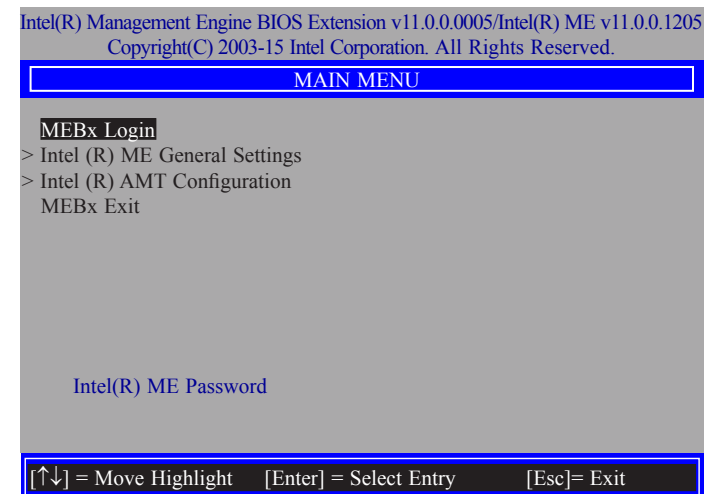 Intel(R) Management Engine BIOS Extension v11.0.0.0005/Intel(R) ME v11.0.0.1205
Copyright(C) 2003-15 Intel Corporation. All Rights Reserved.
MAIN MENU
MEBx Login
> Intel (R) ME General Settings
> Intel (R) AMT Configuration
MEBx Exit
Intel(R) ME Password
[↑↓] = Move Highlight [Enter] = Select Entry [Esc]= Exit